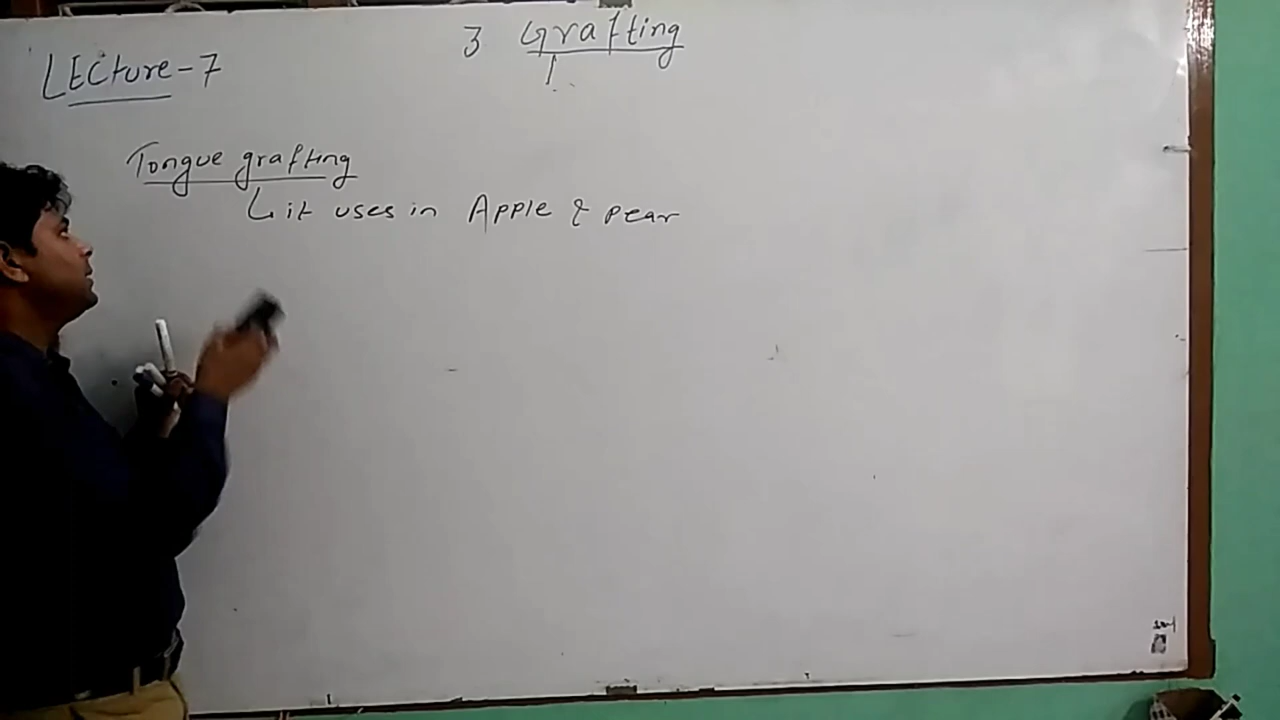 3 Grafting
LECture-7
Tongue grafting
it uses in Apple & pear